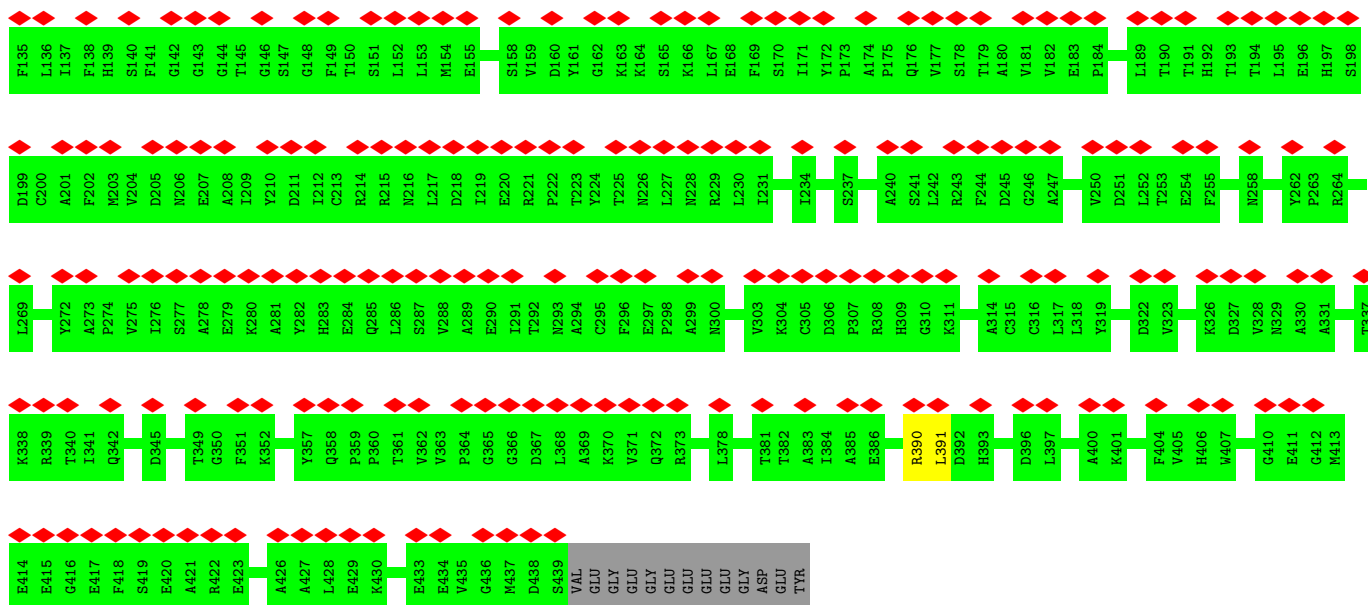 F135 L136 I137 F138 H139 S140 F141 G142 G143 G144 T145 G146 S147 G148 F149 T150 S151 L152 L153 M154 E155 S158 V159 D160 Y161 G162 K163 K164 S165 K166 L167 E168 F169 S170 I171 Y172 P173 A174 P175 Q176 V177 S178 T179 A180 V181 V182 E183 P184 L189 T190 T191 H192 T193 T194 L195 E196 H197 S198
D199 C200 A201 F202 M203 V204 D205 N206 E207 A208 I209 Y210 D211 I212 C213 R214 R215 N216 L217 D218 I219 E220 R221 P222 T223 Y224 T225 N226 L227 N228 R229 L230 I231 I234 S237 A240 S241 L242 R243 F244 D245 G246 A247 V250 D251 L252 T253 E254 F255 N258 Y262 P263 R264
L269 Y272 A273 P274 V275 I276 S277 A278 E279 K280 A281 Y282 H283 E284 Q285 L286 S287 V288 A289 E290 I291 T292 N293 A294 C295 F296 E297 P298 A299 N300 V303 K304 C305 D306 P307 R308 H309 G310 K311 A314 C315 C316 L317 L318 Y319 D322 V323 K326 D327 V328 N329 A330 A331 T337
K338 R339 T340 I341 Q342 D345 T349 G350 F351 K352 Y357 Q358 P359 P360 T361 V362 V363 P364 G365 G366 D367 L368 A369 K370 V371 Q372 R373 L378 T381 T382 A383 I384 A385 E386 R390 L391 D392 H393 D396 L397 A400 K401 F404 V405 H406 W407 G410 E411 G412 M413
E414 E415 G416 E417 F418 S419 E420 A421 R422 E423 A426 A427 L428 E429 K430 E433 E434 V435 G436 M437 D438 S439 VAL GLU GLY GLU GLY GLU GLU GLU GLU GLY ASP GLU TYR